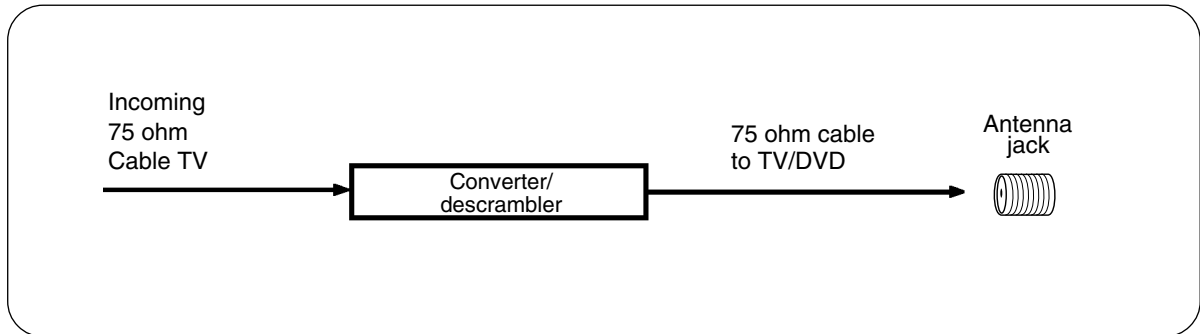 Incoming
75 ohm
Cable TV
Converter/
descrambler
75 ohm cable
to TV/DVD
Antenna
jack